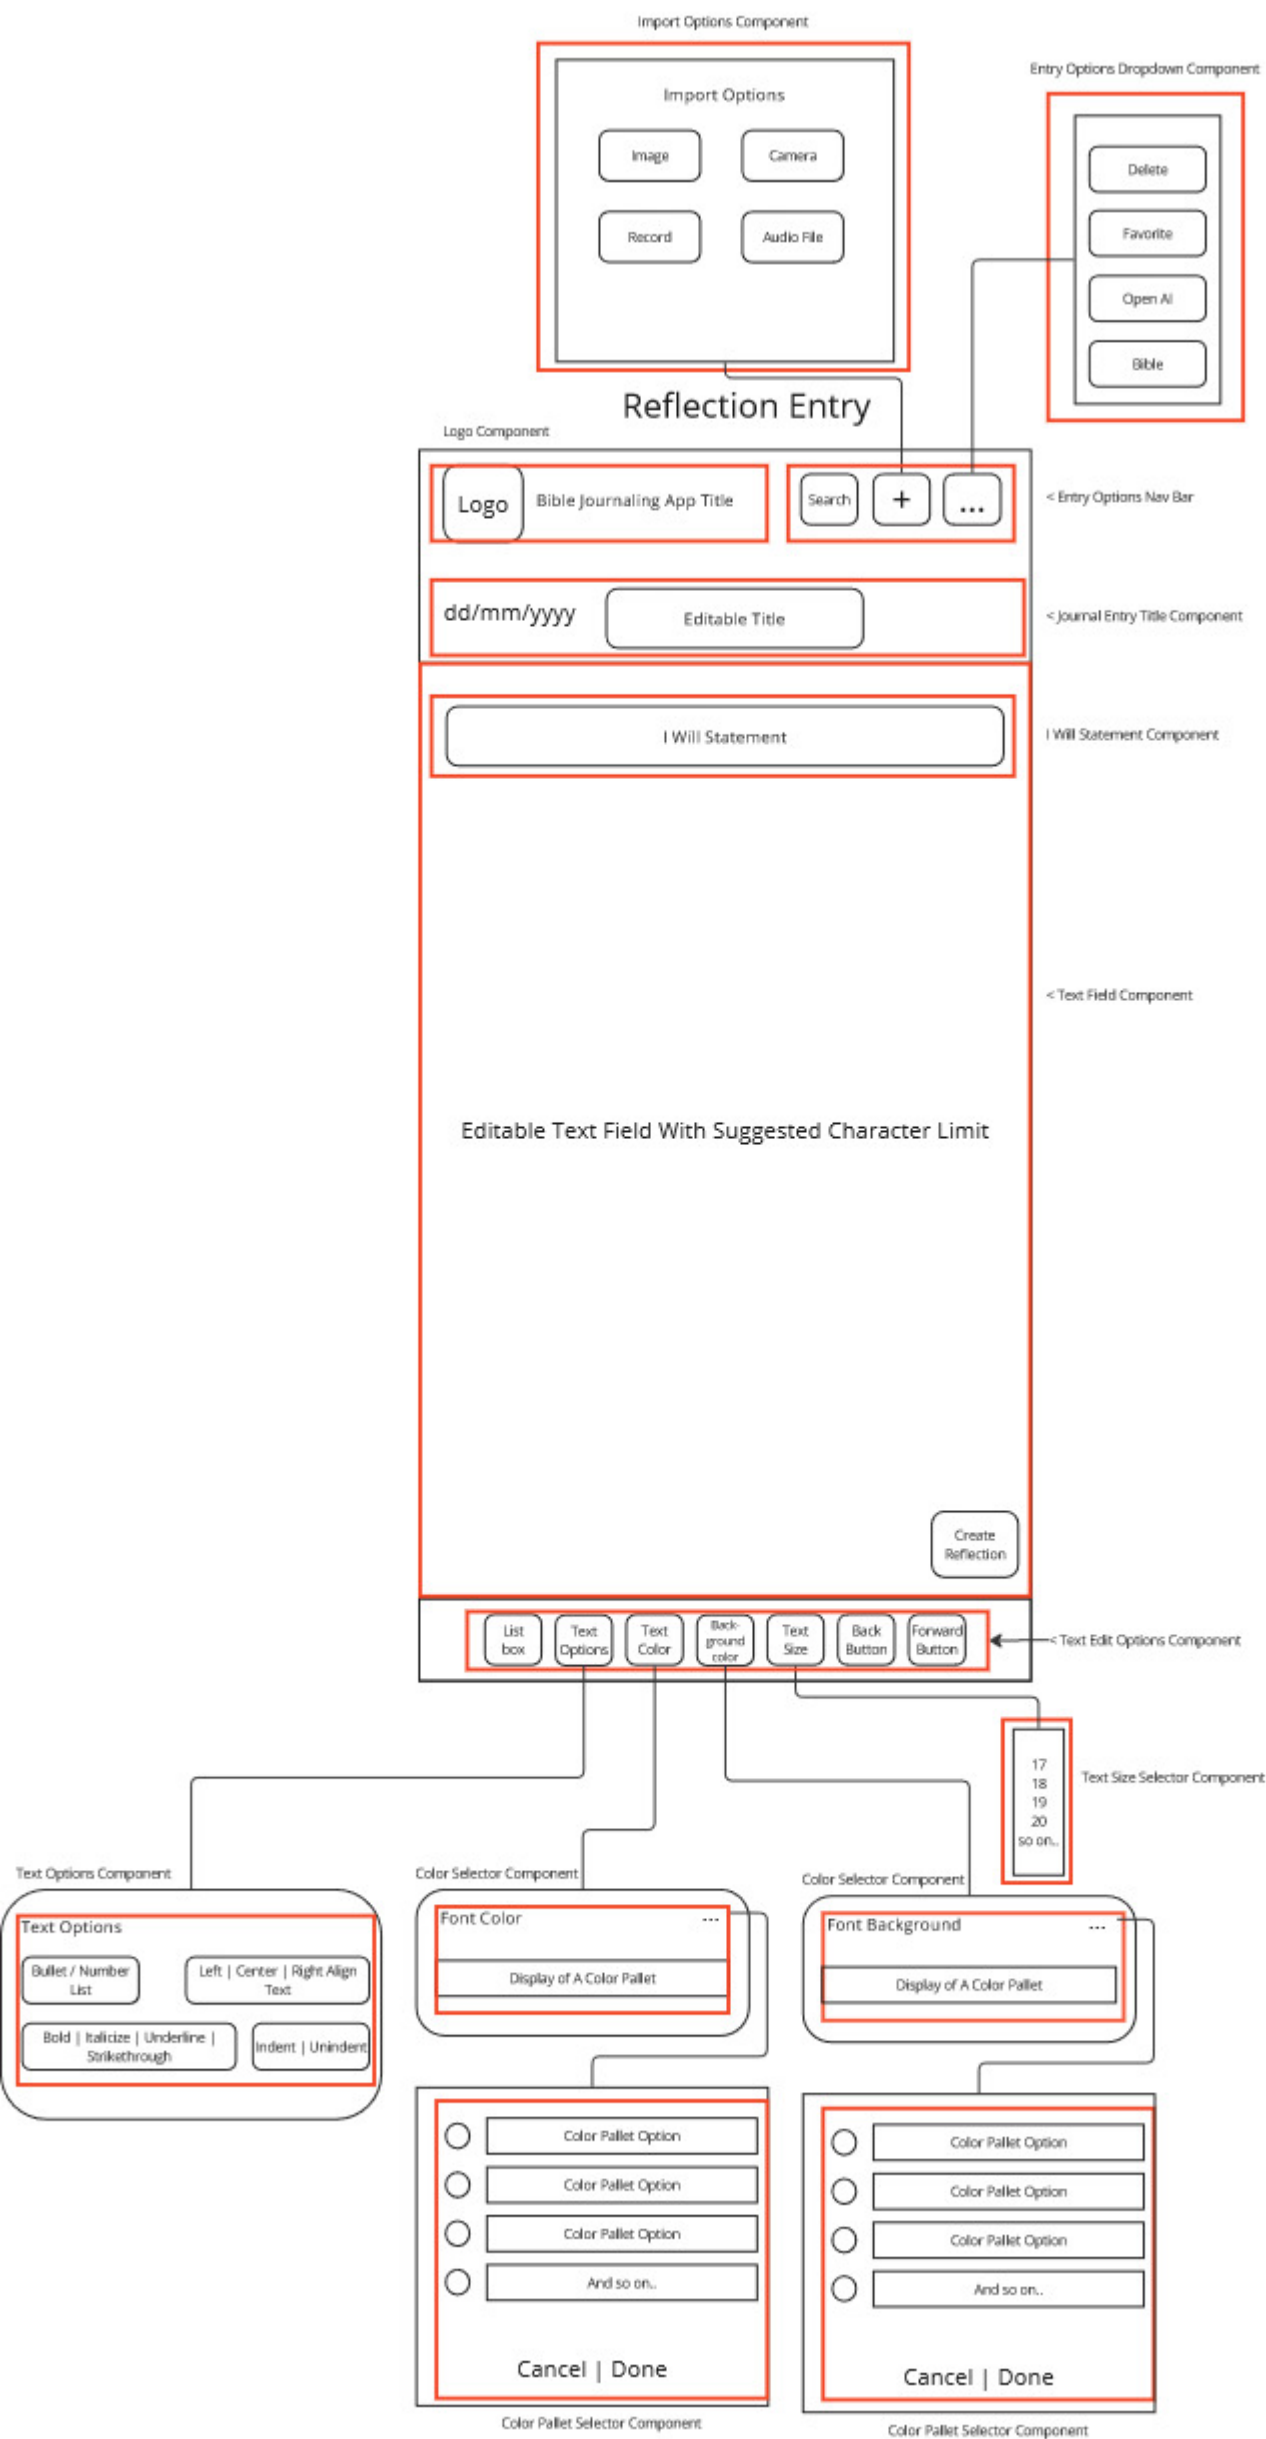 Import Options Component
Entry Options Dropdown Component
Import Options
Image
Camera
Record
Audio File
Delete
Favorite
Open AI
Bible
Reflection Entry
Logo Component
Logo
Bible Journaling App Title
Search
+
...
< Entry Options Nav Bar
dd/mm/yyyy
Editable Title
< Journal Entry Title Component
I Will Statement
I Will Statement Component
< Text Field Component
Editable Text Field With Suggested Character Limit
Create
Reflection
List
box
Text
Options
Text
Color
Back-
ground
color
Text
Size
Back
Button
Forward
Button
< Text Edit Options Component
17
18
19
20
so on..
Text Size Selector Component
Text Options Component
Text Options
Bullet / Number
List
Left | Center | Right Align
Text
Bold | Italicize | Underline |
Strikethrough
Indent | Unindent
Color Selector Component
Font Color
...
Display of A Color Pallet
Color Selector Component
Font Background
...
Display of A Color Pallet
Color Pallet Option
Color Pallet Option
Color Pallet Option
And so on..
Cancel | Done
Color Pallet Selector Component
Color Pallet Option
Color Pallet Option
Color Pallet Option
And so on..
Cancel | Done
Color Pallet Selector Component